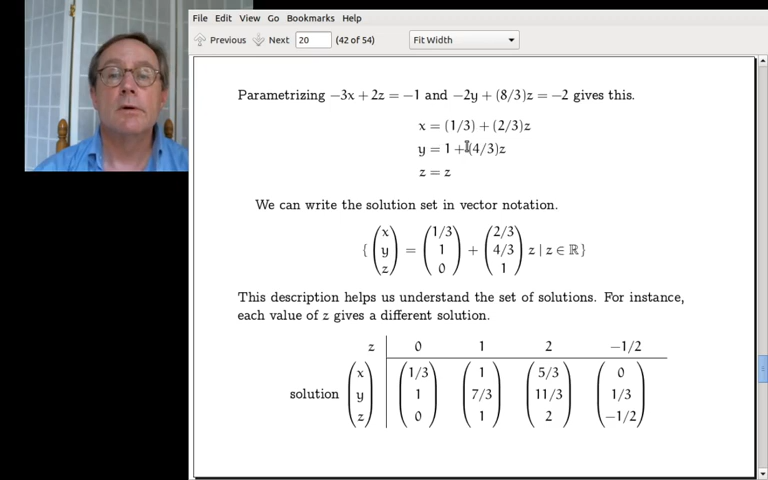 File Edit View Go Bookmarks Help
Previous Next 20 (42 of 54) Fit Width
Parametrizing −3x + 2z = −1 and −2y + (8/3)z = −2 gives this.
x = (1/3) + (2/3)z
y = 1 + (4/3)z
z = z
We can write the solution set in vector notation.
{ (x y z) = (1/3 1 0) + (2/3 4/3 1) z | z ∈ ℝ}
This description helps us understand the set of solutions. For instance,
each value of z gives a different solution.
z 0 1 2 −1/2
solution (x y z) (1/3 1 0) (1 7/3 1) (5/3 11/3 2) (0 1/3 −1/2)